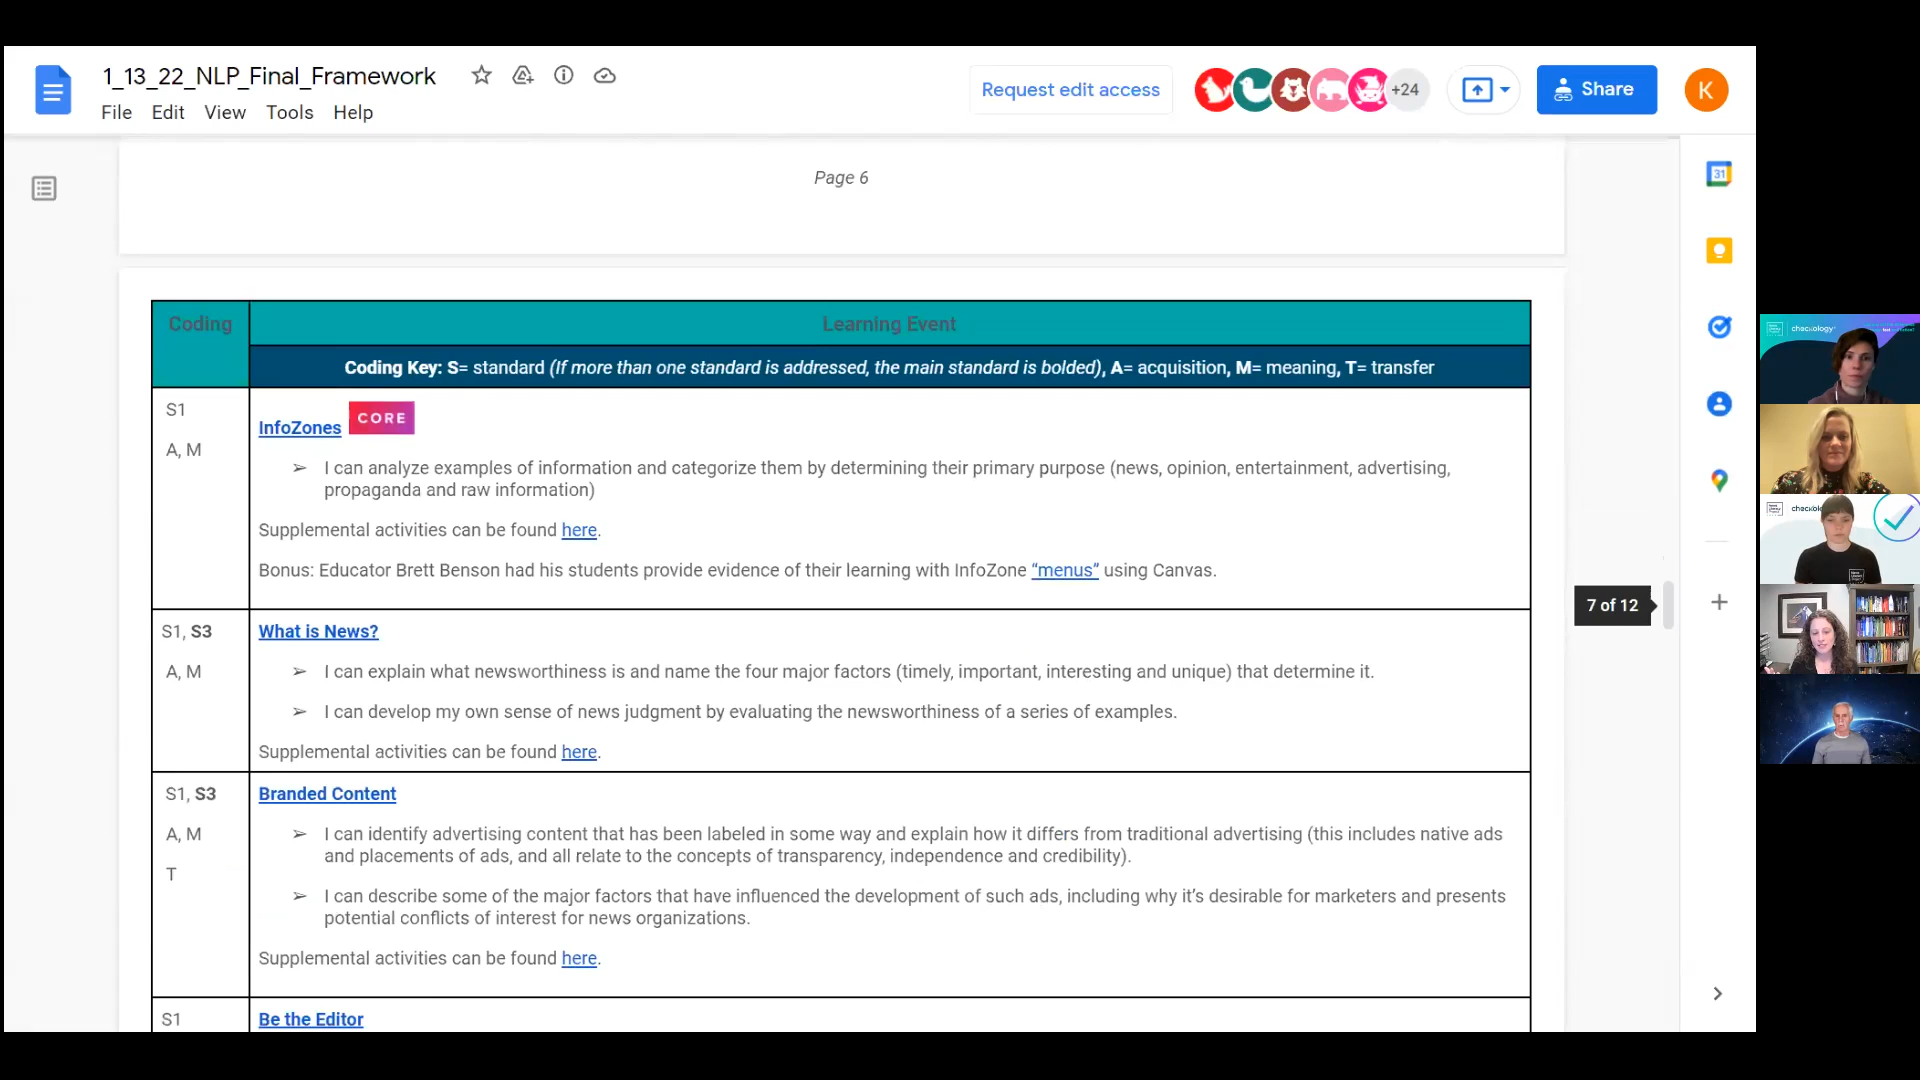 1_13_22_NLP_Final_Framework
File Edit View Tools Help
Request edit access
+24
Share
K
31
Page 6
Coding
Learning Event
Coding Key: S= standard (If more than one standard is addressed, the main standard is bolded), A= acquisition, M= meaning, T= transfer
S1
A, M
InfoZones CORE
➢ I can analyze examples of information and categorize them by determining their primary purpose (news, opinion, entertainment, advertising,
propaganda and raw information)
Supplemental activities can be found here.
Bonus: Educator Brett Benson had his students provide evidence of their learning with InfoZone “menus” using Canvas.
7 of 12
S1, S3
A, M
What is News?
➢ I can explain what newsworthiness is and name the four major factors (timely, important, interesting and unique) that determine it.
➢ I can develop my own sense of news judgment by evaluating the newsworthiness of a series of examples.
Supplemental activities can be found here.
S1, S3
A, M
T
Branded Content
➢ I can identify advertising content that has been labeled in some way and explain how it differs from traditional advertising (this includes native ads
and placements of ads, and all relate to the concepts of transparency, independence and credibility).
➢ I can describe some of the major factors that have influenced the development of such ads, including why it’s desirable for marketers and presents
potential conflicts of interest for news organizations.
Supplemental activities can be found here.
S1
Be the Editor
checkology